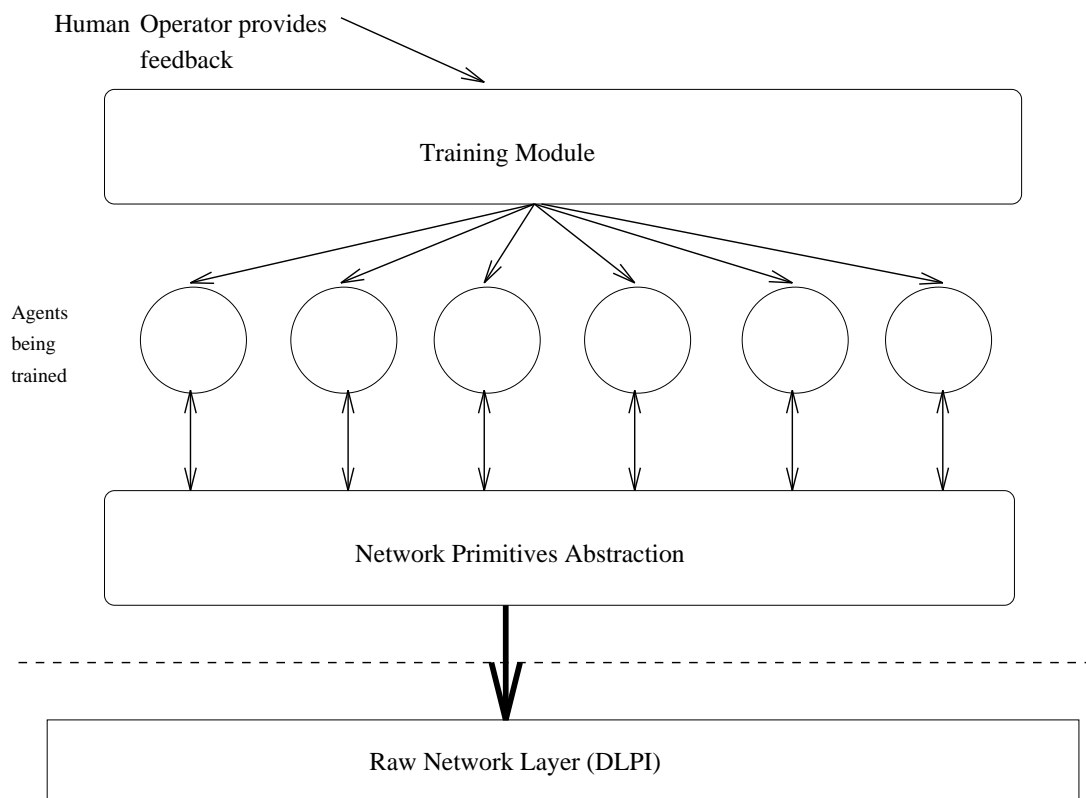 Human Operator provides
feedback
Training Module
Agents
being
trained
Network Primitives Abstraction
Raw Network Layer (DLPI)